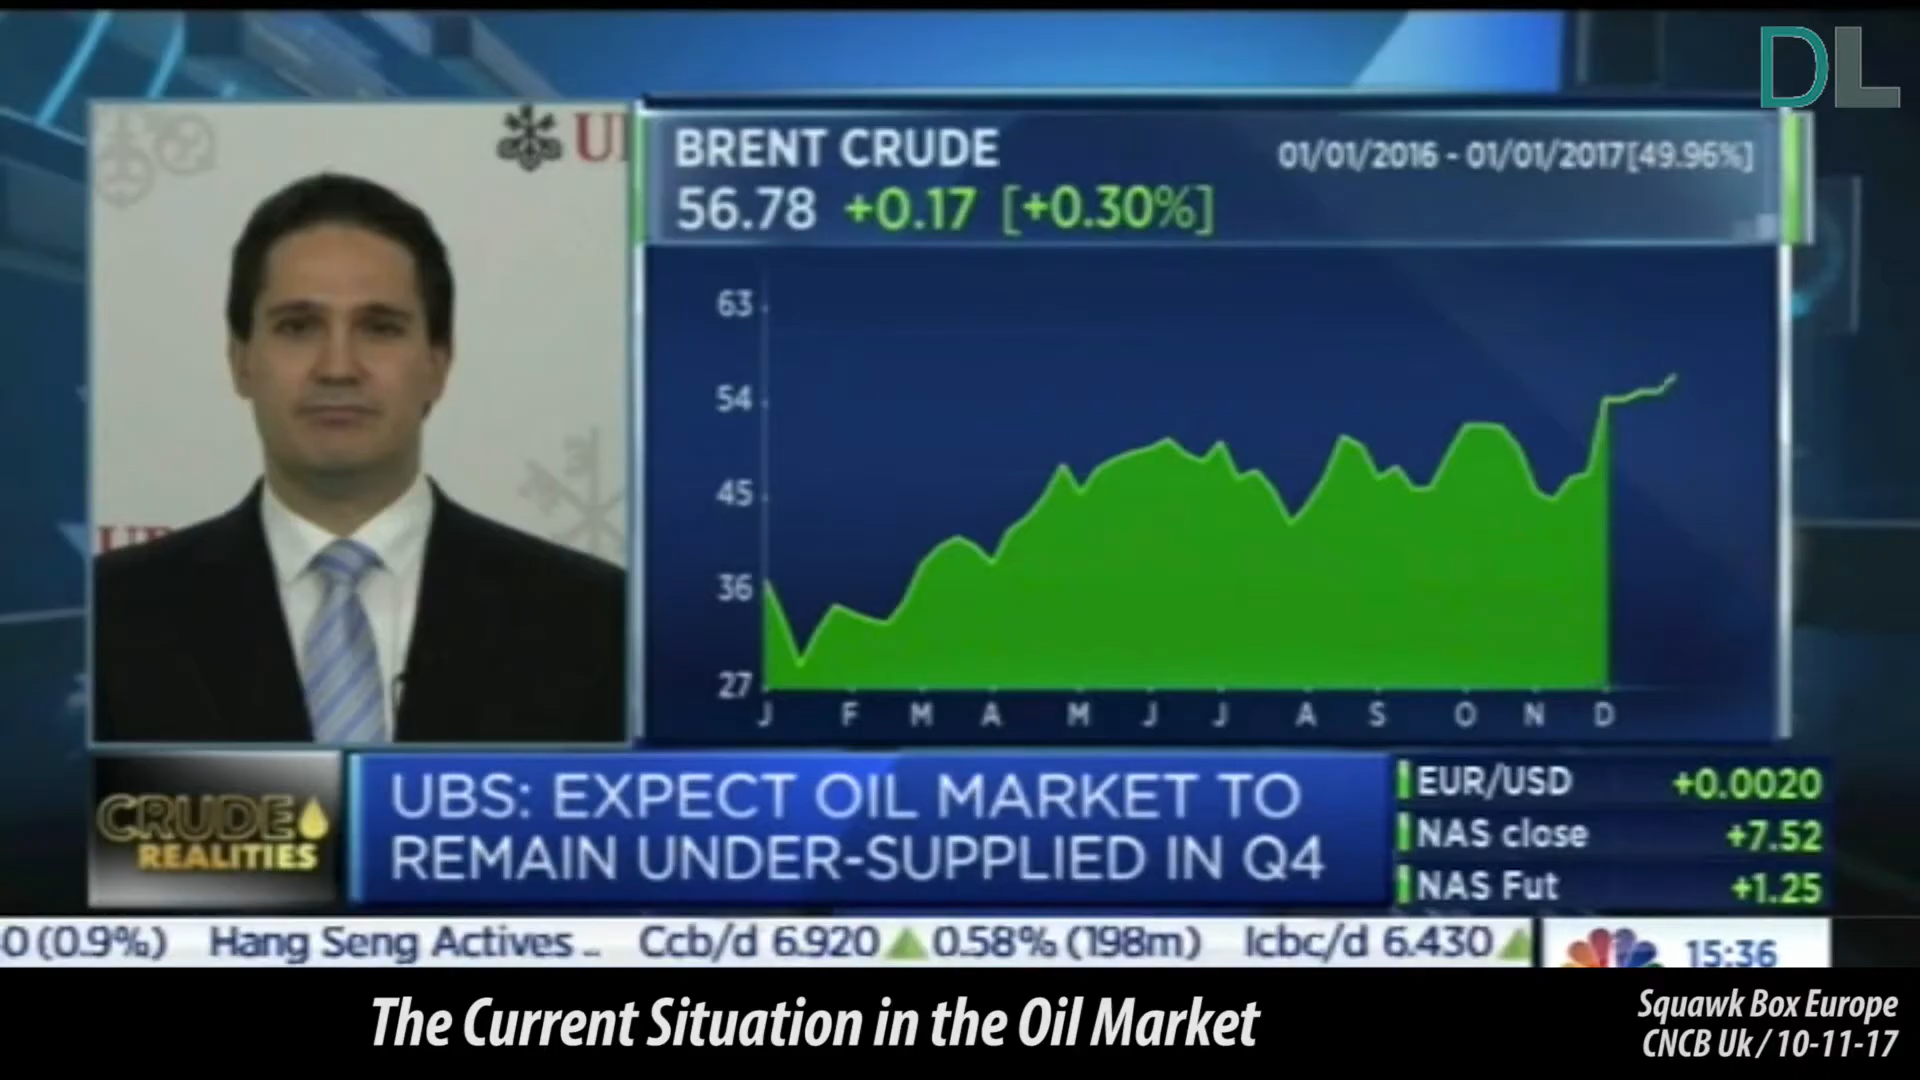 DL
UB
BRENT CRUDE
01/01/2016 - 01/01/2017[49.96%]
56.78 +0.17 [+0.30%]
63
54
45
36
27
J F M A M J J A S O N D
CRUDE
REALITIES
UBS: EXPECT OIL MARKET TO
REMAIN UNDER-SUPPLIED IN Q4
EUR/USD +0.0020
NAS close +7.52
NAS Fut +1.25
0 (0.9%) Hang Seng Actives .. Ccb/d 6.920 ▲ 0.58% (198m) Icbc/d 6.430 ▲
15:36
The Current Situation in the Oil Market
Squawk Box Europe
CNCB Uk / 10-11-17